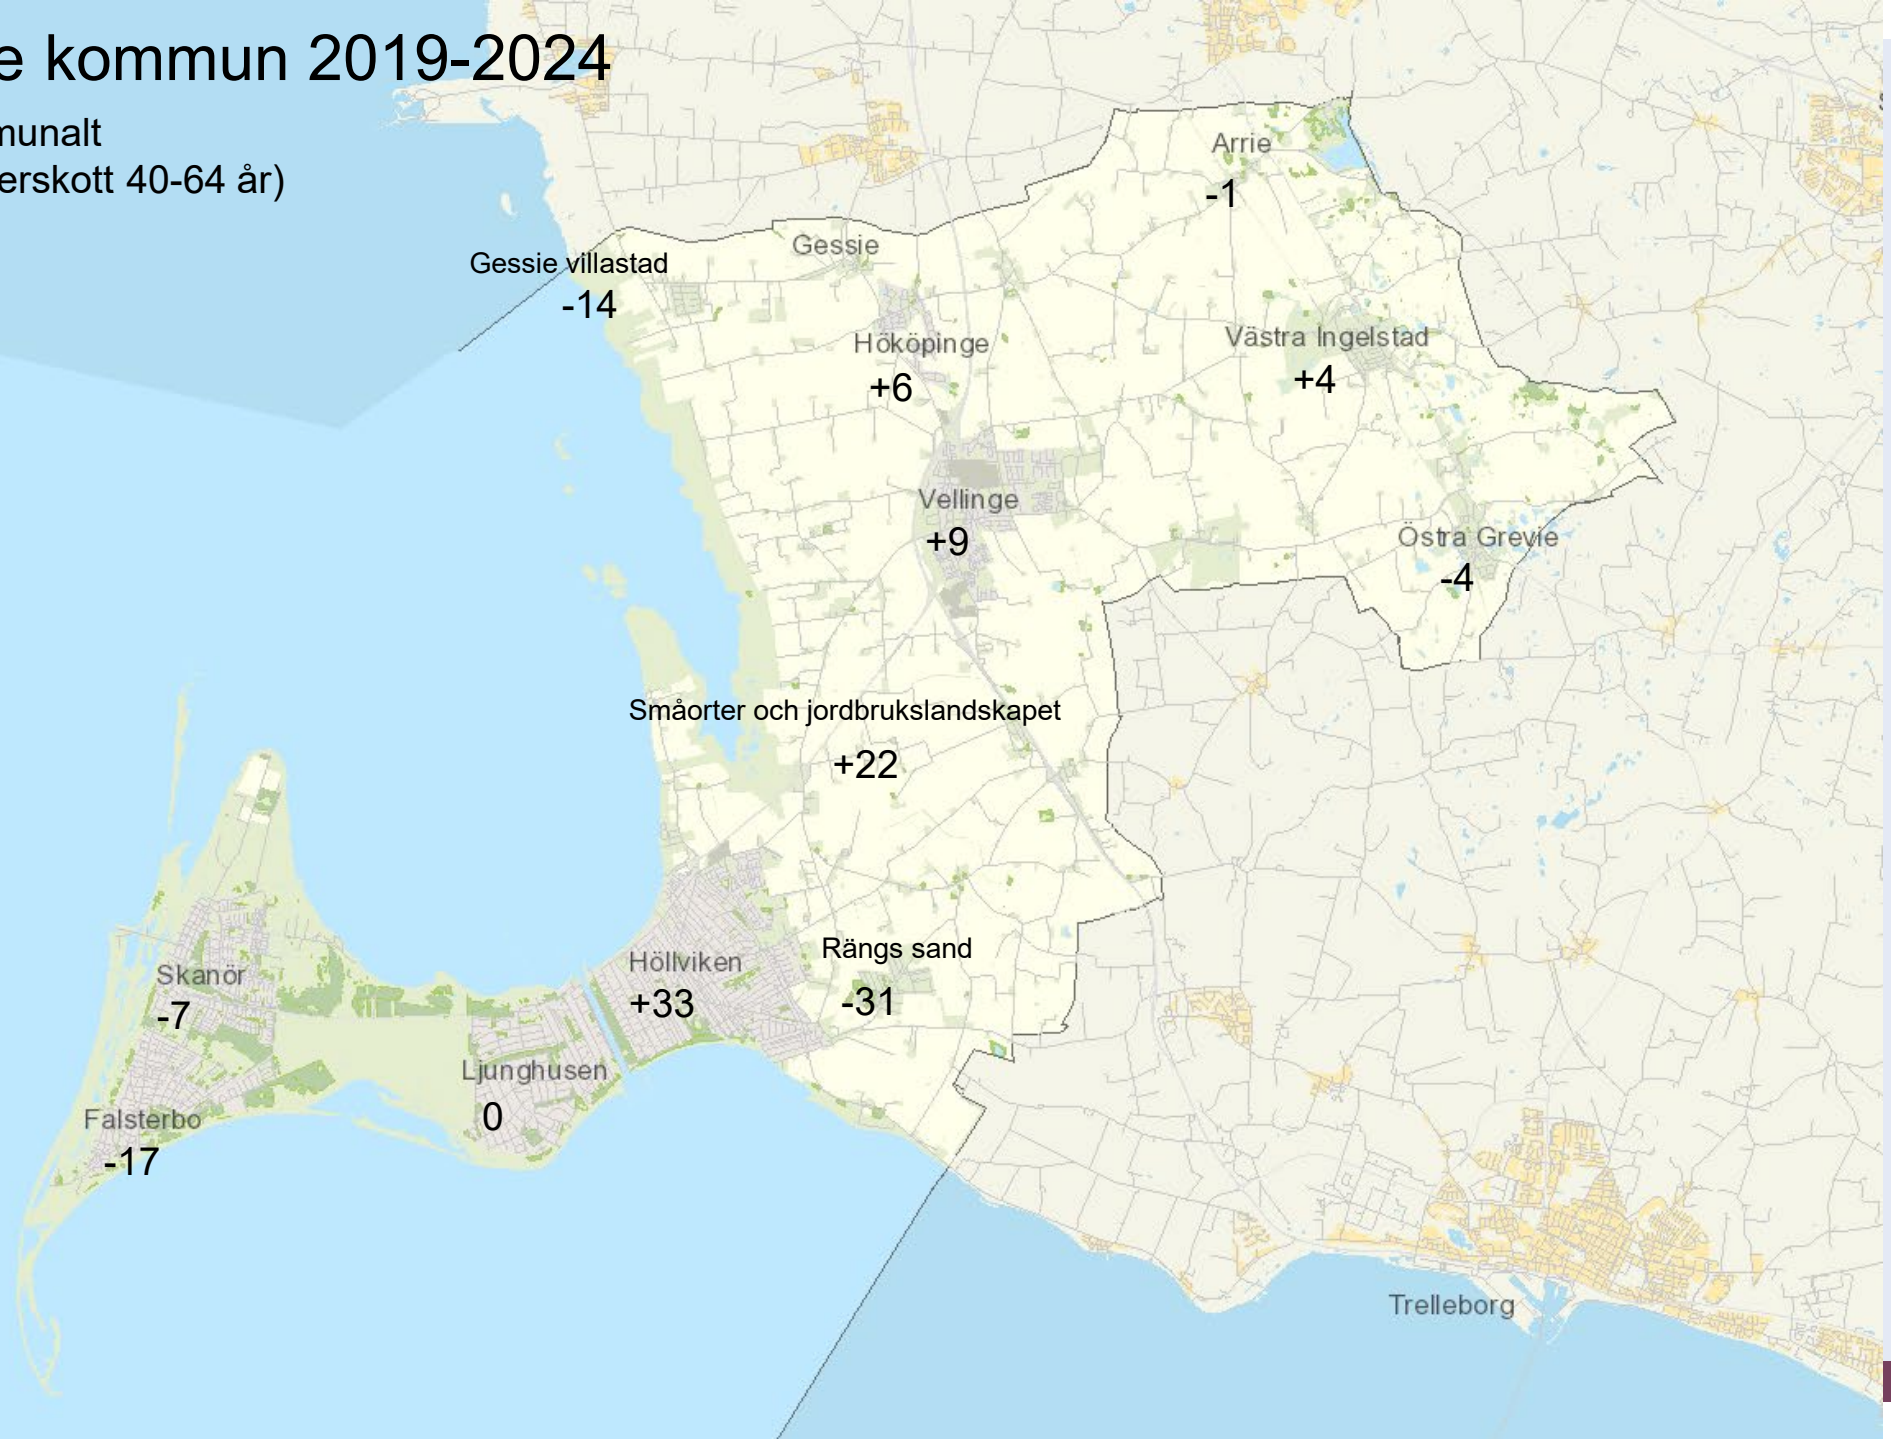 e kommun 2019-2024
munalt
erskott 40-64 år)
Arrie
-1
Gessie
Gessie villastad
-14
Hököpinge
+6
Västra Ingelstad
+4
Vellinge
+9
Östra Grevie
-4
Småorter och jordbrukslandskapet
+22
Rängs sand
-31
Höllviken
+33
Skanör
-7
Ljunghusen
0
Falsterbo
-17
Trelleborg